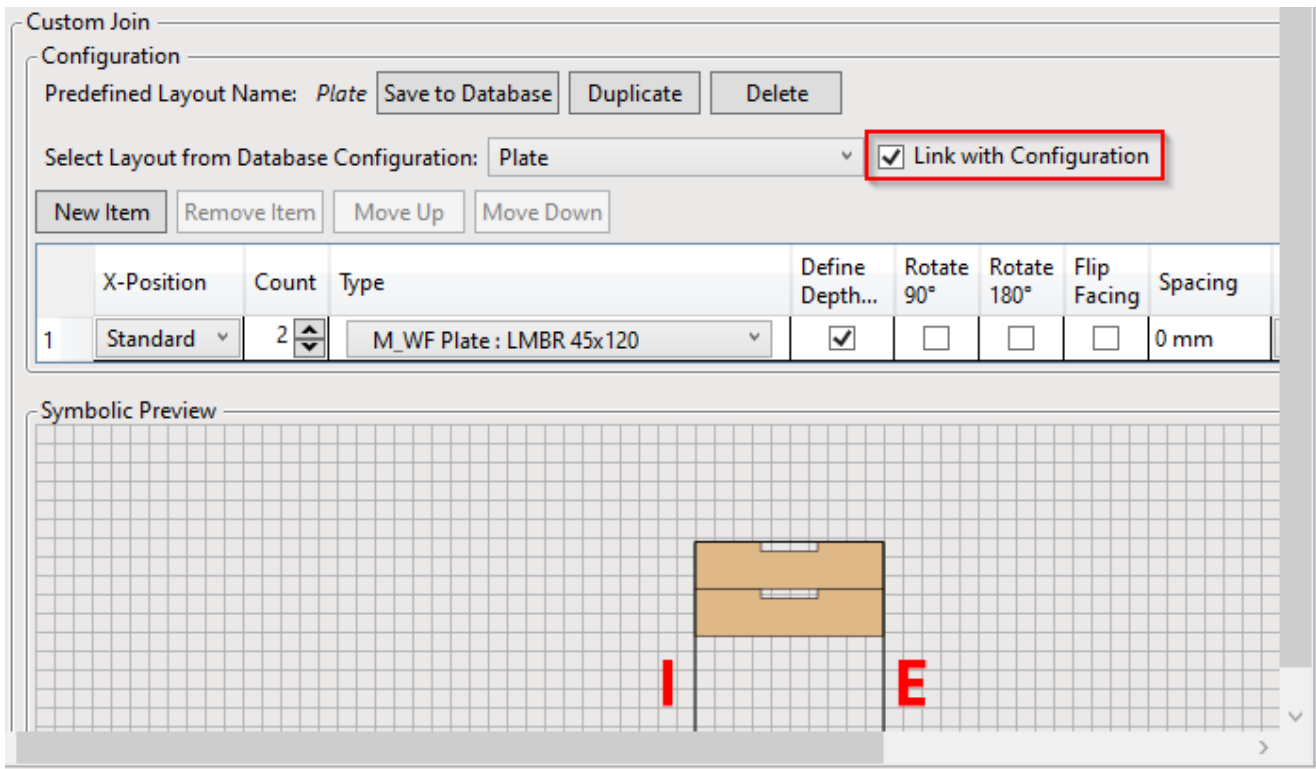 Custom Join
Configuration
Predefined Layout Name: Plate Save to Database Duplicate Delete
Select Layout from Database Configuration: Plate Link with Configuration
New Item Remove Item Move Up Move Down
X-Position Count Type Define Depth... Rotate 90° Rotate 180° Flip Facing Spacing
1 Standard 2 M_WF Plate : LMBR 45x120 0 mm
Symbolic Preview
I E